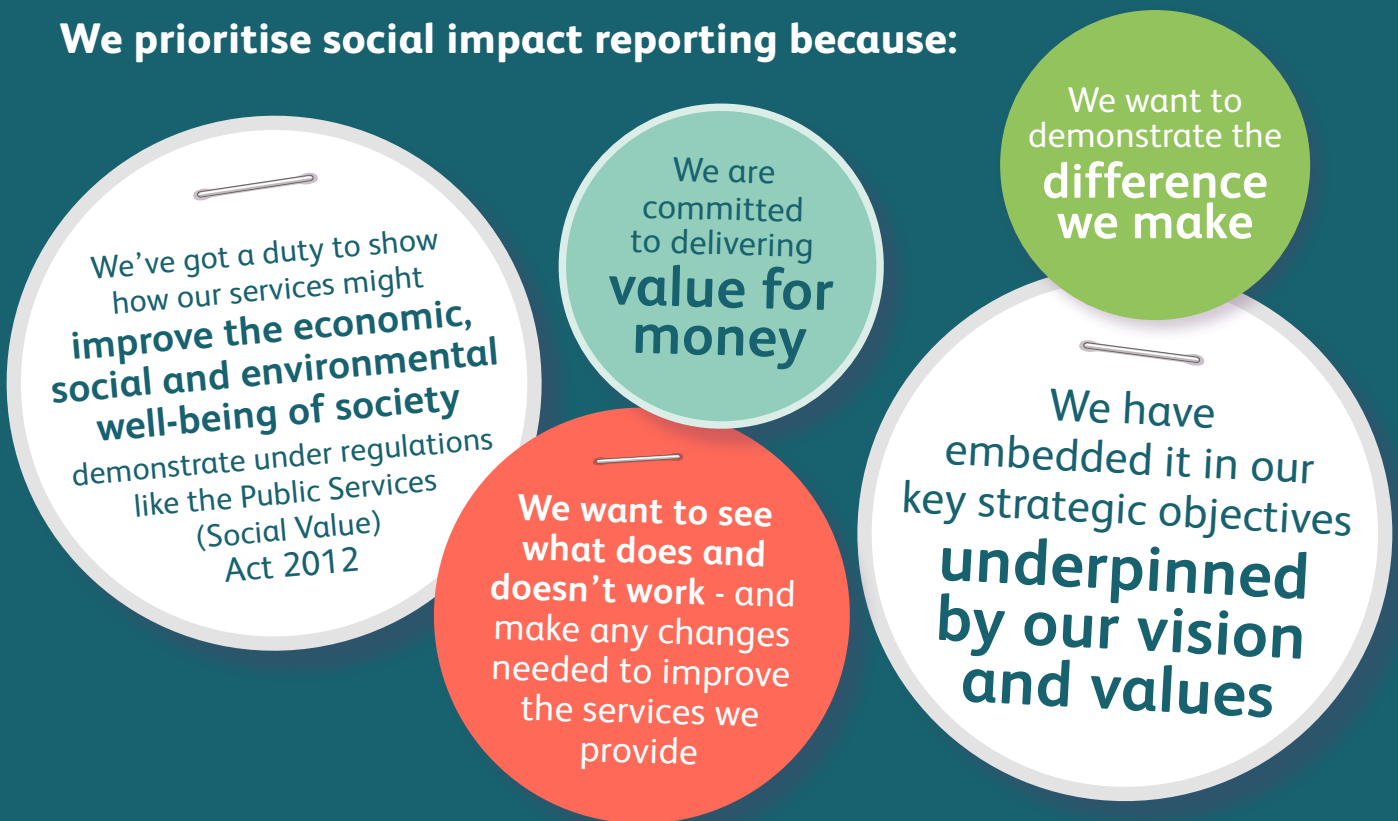 We prioritise social impact reporting because:
We've got a duty to show
how our services might
improve the economic,
social and environmental
well-being of society
demonstrate under regulations
like the Public Services
(Social Value)
Act 2012
We are
committed
to delivering
value for
money
We want to see
what does and
doesn't work - and
make any changes
needed to improve
the services we
provide
We want to
demonstrate the
difference
we make
We have
embedded it in our
key strategic objectives
underpinned
by our vision
and values